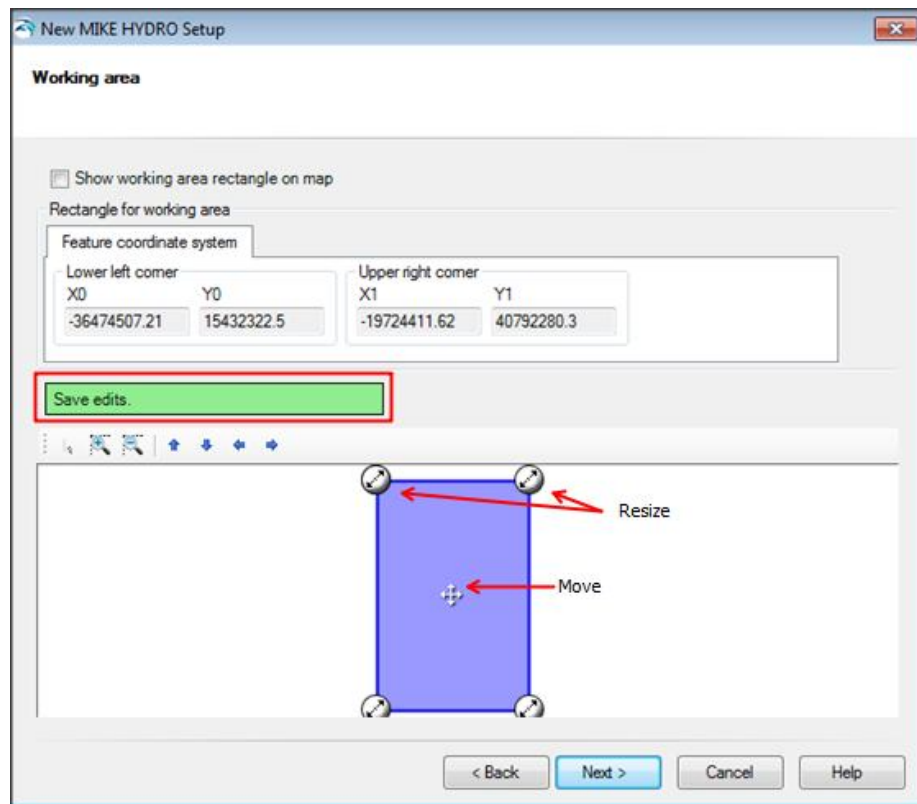 New MIKE HYDRO Setup
Working area
Show working area rectangle on map
Rectangle for working area
Feature coordinate system
Lower left corner
Upper right corner
X0
Y0
X1
Y1
-36474507.21
15432322.5
-19724411.62
40792280.3
Save edits.
Resize
Move
< Back
Next >
Cancel
Help